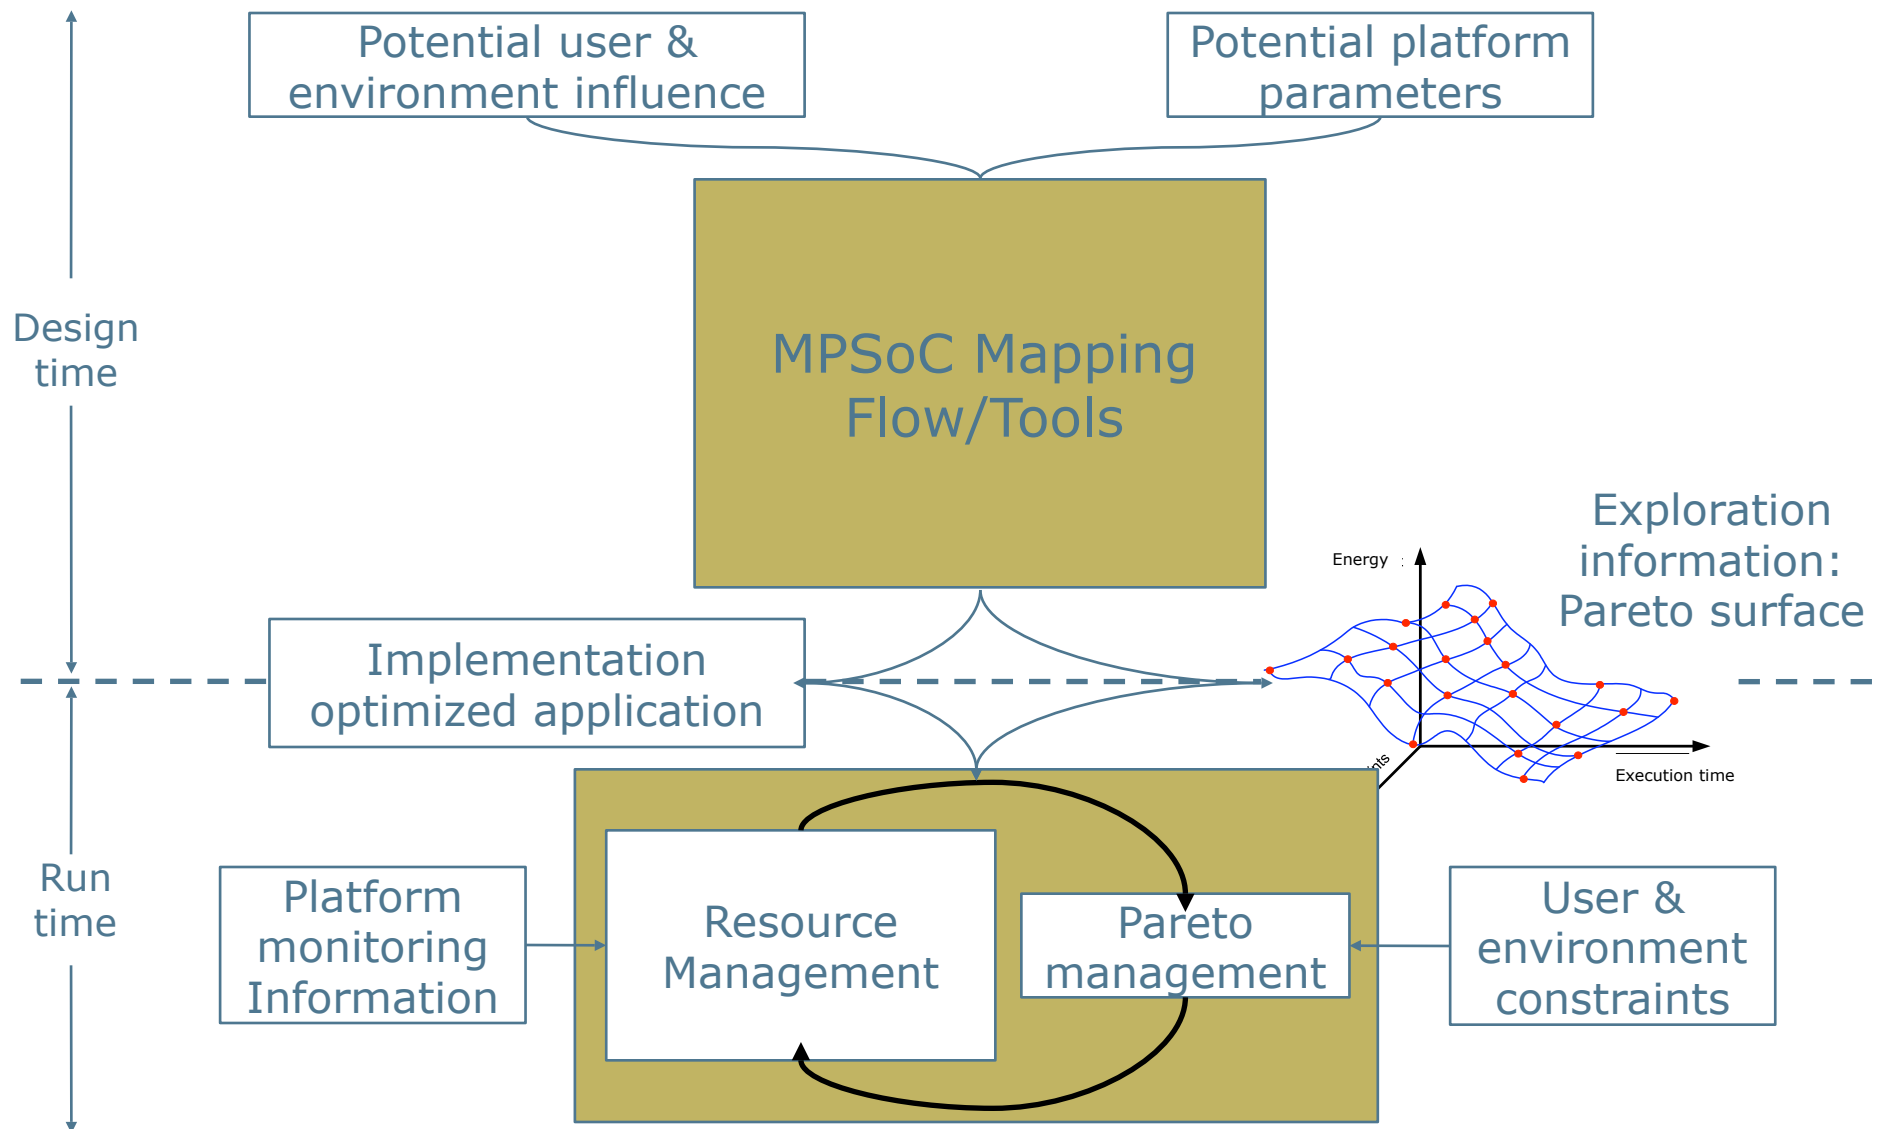 Potential user &
environment influence
Potential platform
parameters
MPSoC Mapping
Flow/Tools
Design
time
Exploration
information:
Pareto surface
Energy
Implementation
optimized application
Execution time
Run
time
Platform
monitoring
Information
Resource
Management
Pareto
management
User &
environment
constraints